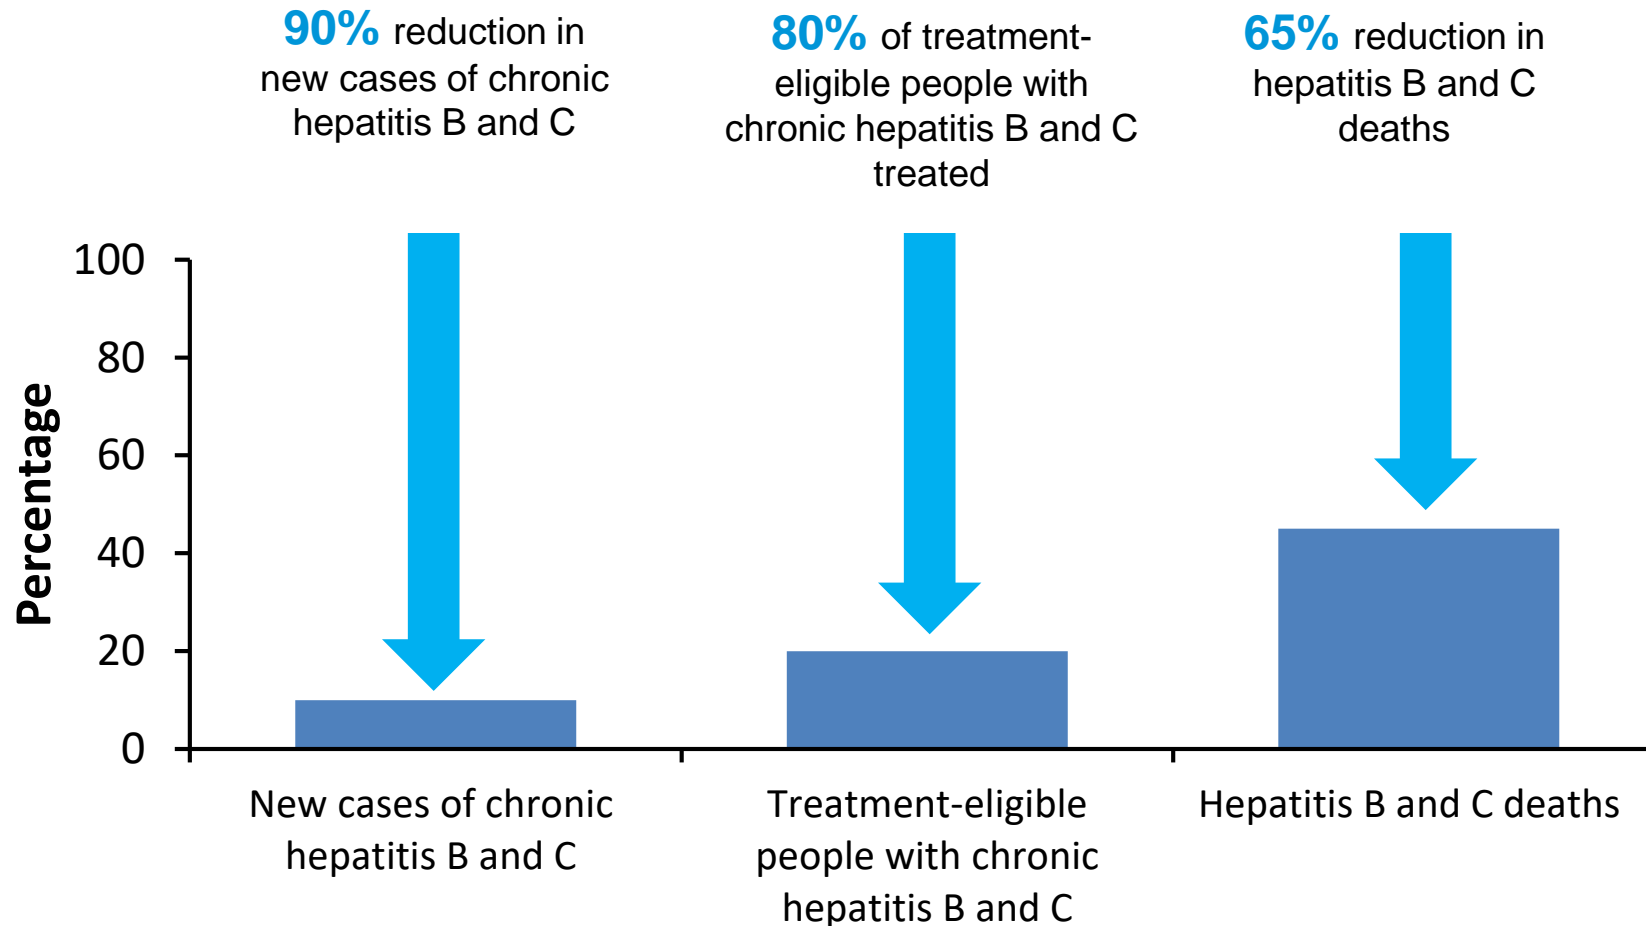 90% reduction in
new cases of chronic
hepatitis B and C
80% of treatment-
eligible people with
chronic hepatitis B and C
treated
65% reduction in
hepatitis B and C
deaths
Percentage
100
80
60
40
20
0
New cases of chronic
hepatitis B and C
Treatment-eligible
people with chronic
hepatitis B and C
Hepatitis B and C deaths